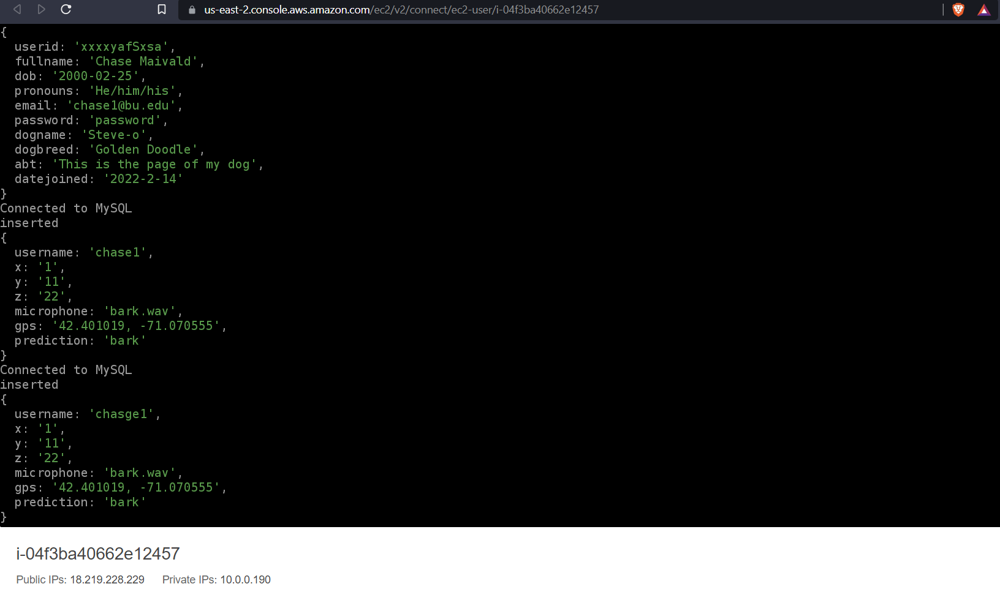 us-east-2.console.aws.amazon.com/ec2/v2/connect/ec2-user/i-04f3ba40662e12457
{
  userid: 'xxxxyafSxsa',
  fullname: 'Chase Maivald',
  dob: '2000-02-25',
  pronouns: 'He/him/his',
  email: 'chase1@bu.edu',
  password: 'password',
  dogname: 'Steve-o',
  dogbreed: 'Golden Doodle',
  abt: 'This is the page of my dog',
  datejoined: '2022-2-14'
}
Connected to MySQL
inserted
{
  username: 'chase1',
  x: '1',
  y: '11',
  z: '22',
  microphone: 'bark.wav',
  gps: '42.401019, -71.070555',
  prediction: 'bark'
}
Connected to MySQL
inserted
{
  username: 'chasge1',
  x: '1',
  y: '11',
  z: '22',
  microphone: 'bark.wav',
  gps: '42.401019, -71.070555',
  prediction: 'bark'
}
i-04f3ba40662e12457
Public IPs: 18.219.228.229 Private IPs: 10.0.0.190